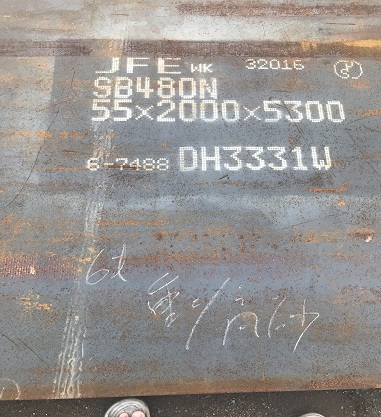 JFE WK 32016
SB480N
55×2000×5300
6-7488 DH3331W